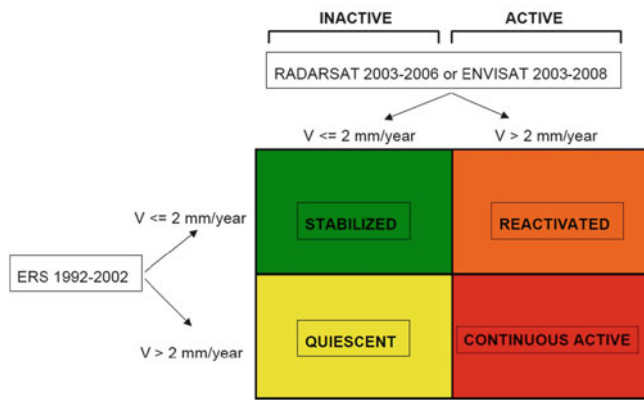 INACTIVE ACTIVE
RADARSAT 2003-2006 or ENVISAT 2003-2008
V <= 2 mm/year V > 2 mm/year
V <= 2 mm/year
STABILIZED REACTIVATED
ERS 1992-2002
QUIESCENT CONTINUOUS ACTIVE
V > 2 mm/year